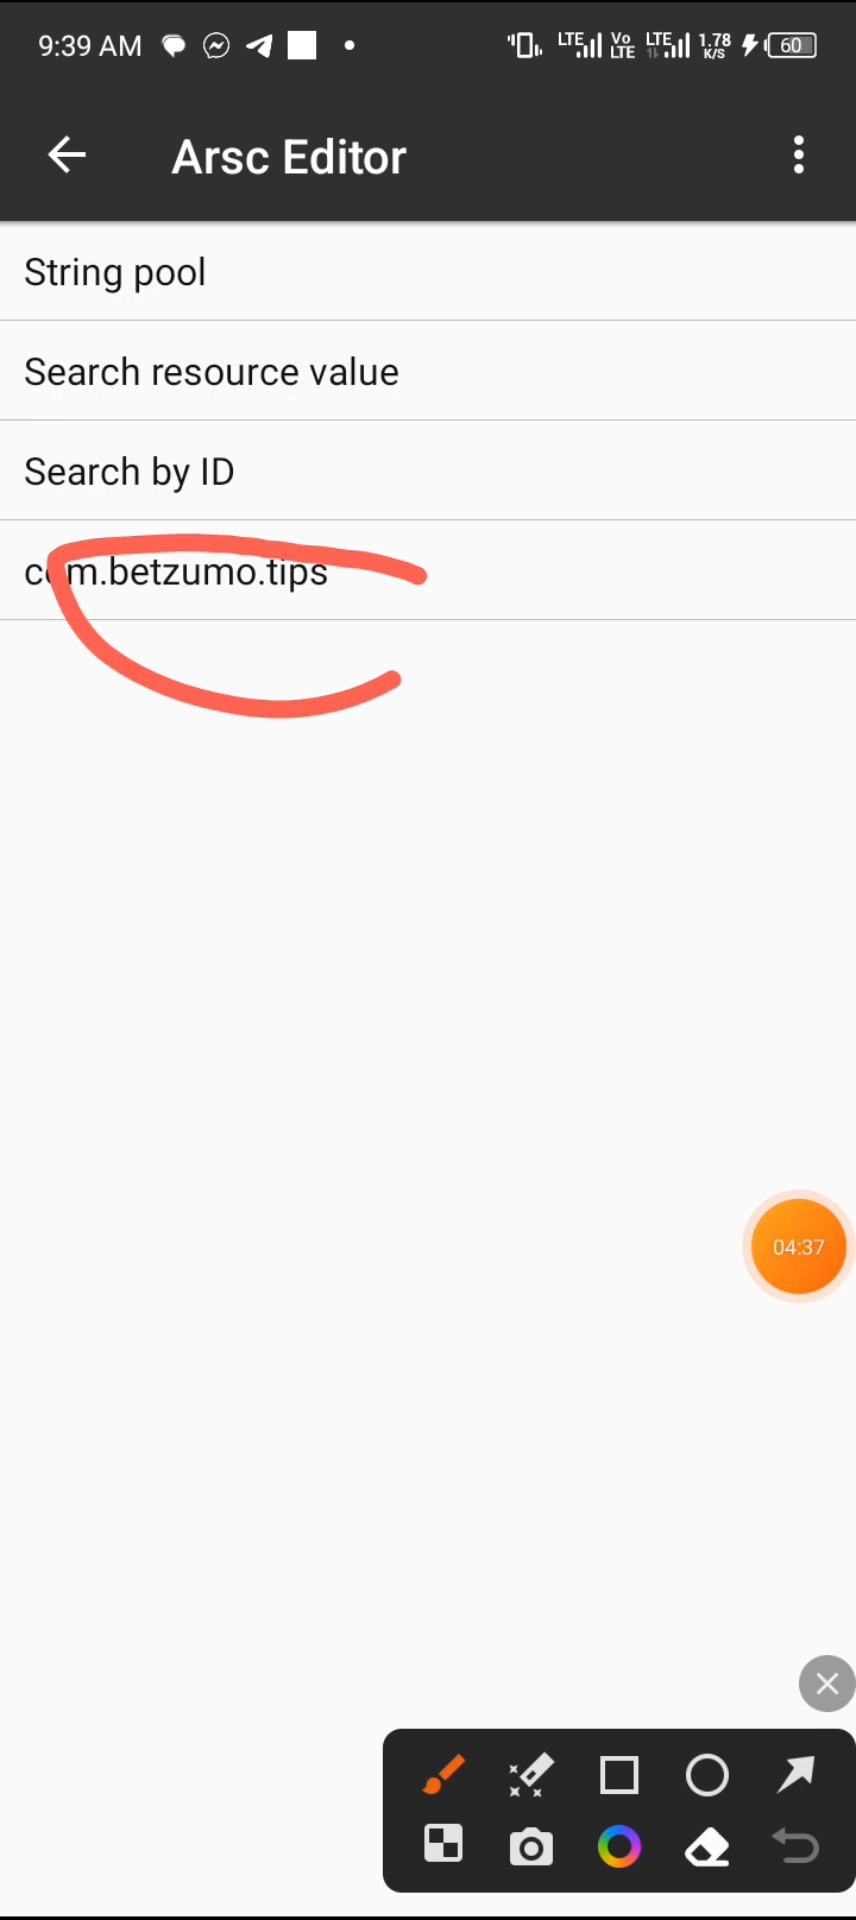 9:39 AM LTE Vo LTE LTE 1.78 K/S 60
Arsc Editor
String pool
Search resource value
Search by ID
com.betzumo.tips
04:37